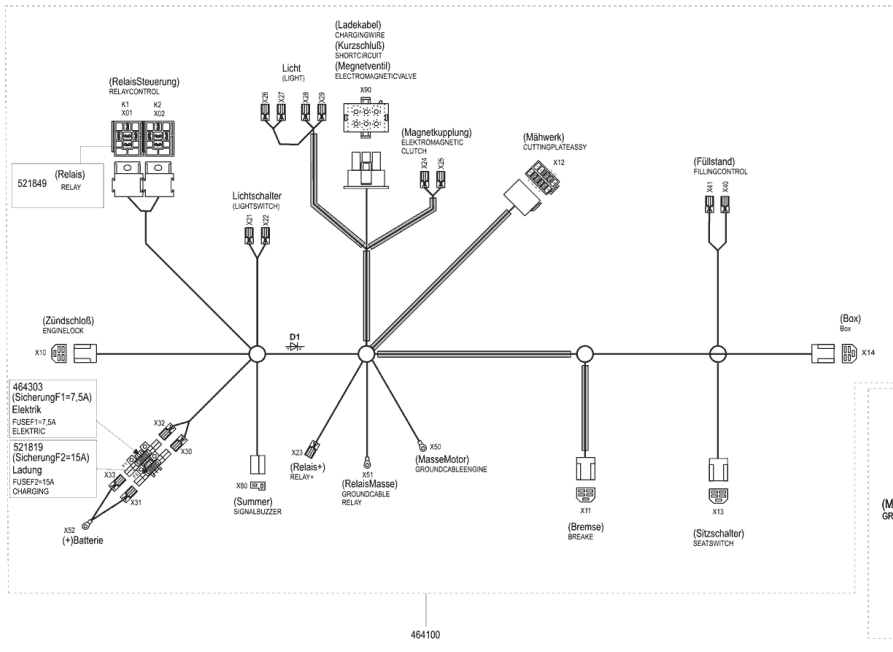 (Ladekabel)
CHARGINGWIRE
(Kurzschluß)
SHORTCIRCUIT
(Megnetventil)
ELECTROMAGNETICVALVE
X90
Licht
(LIGHT)
X26
X27
X28
X29
(RelaisSteuerung)
RELAYCONTROL
K1
X01
K2
X02
521849
(Relais)
RELAY
(Magnetkupplung)
ELEKTROMAGNETIC
CLUTCH
X24
X25
(Mähwerk)
CUTTINGPLATEASSY
X12
(Füllstand)
FILLINGCONTROL
X41
X40
Lichtschalter
(LIGHTSWITCH)
X21
X22
(Zündschloß)
ENGINELOCK
X10
D1
(Box)
Box
X14
464303
(SicherungF1=7,5A)
Elektrik
FUSEF1=7,5A
ELEKTRIC
521819
(SicherungF2=15A)
Ladung
FUSEF2=15A
CHARGING
X32
X30
X33
X31
X52
(+)Batterie
X60
(Summer)
SIGNALBUZZER
X23
(Relais+)
RELAY+
X51
(RelaisMasse)
GROUNDCABLE
RELAY
X50
(MasseMotor)
GROUNDCABLEENGINE
X11
(Bremse)
BREAKE
X13
(Sitzschalter)
SEATSWITCH
(M
GR
464100